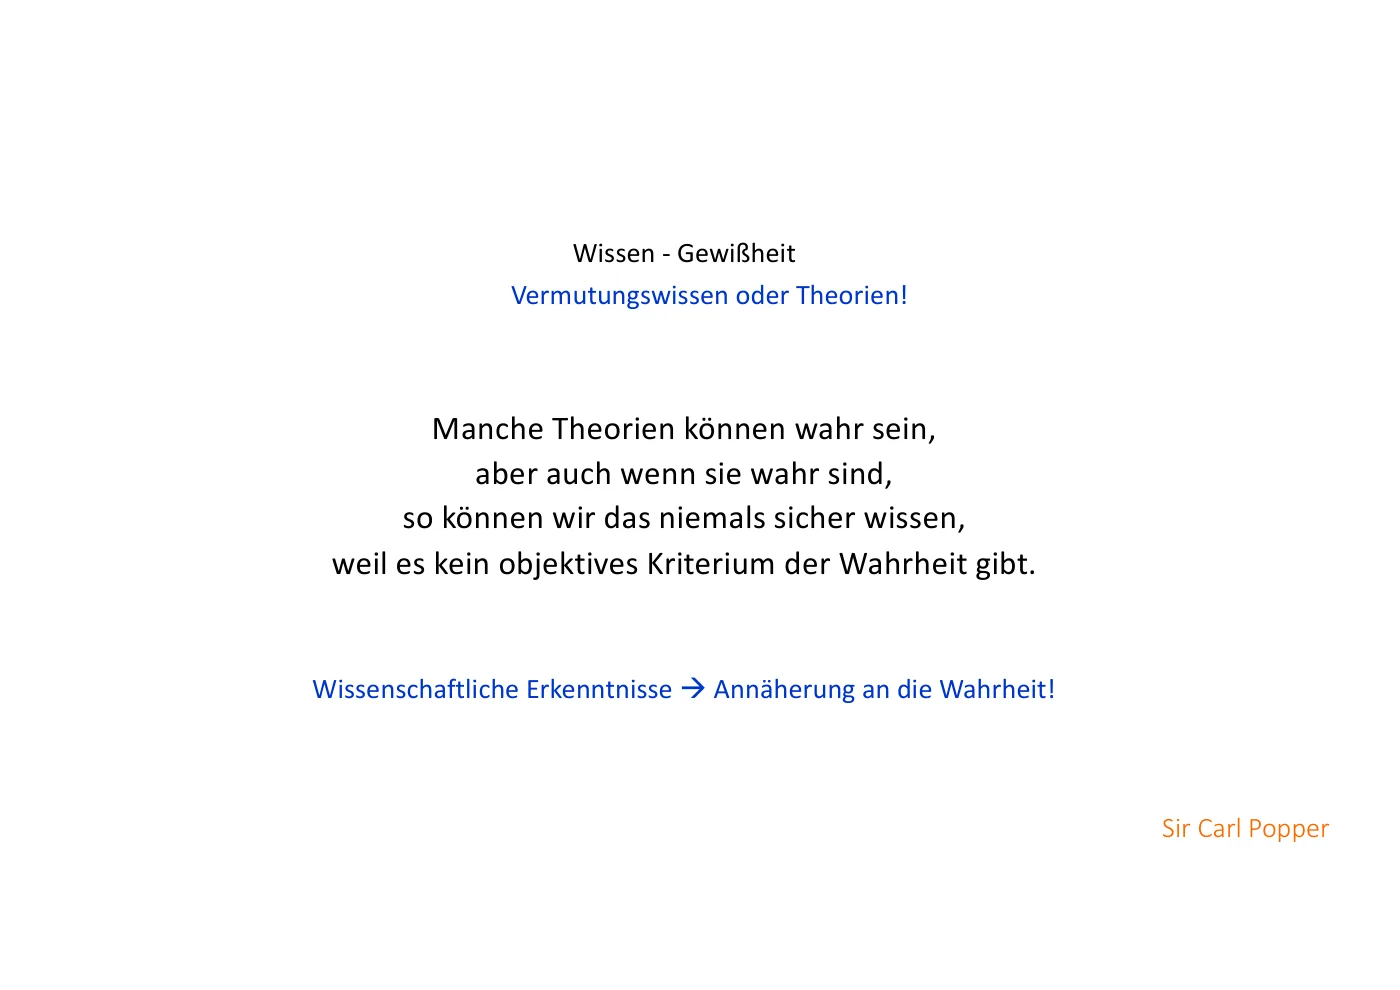 Wissen - Gewißheit
Vermutungswissen oder Theorien!
Manche Theorien können wahr sein,
aber auch wenn sie wahr sind,
so können wir das niemals sicher wissen,
weil es kein objektives Kriterium der Wahrheit gibt.
Wissenschaftliche Erkenntnisse → Annäherung an die Wahrheit!
Sir Carl Popper